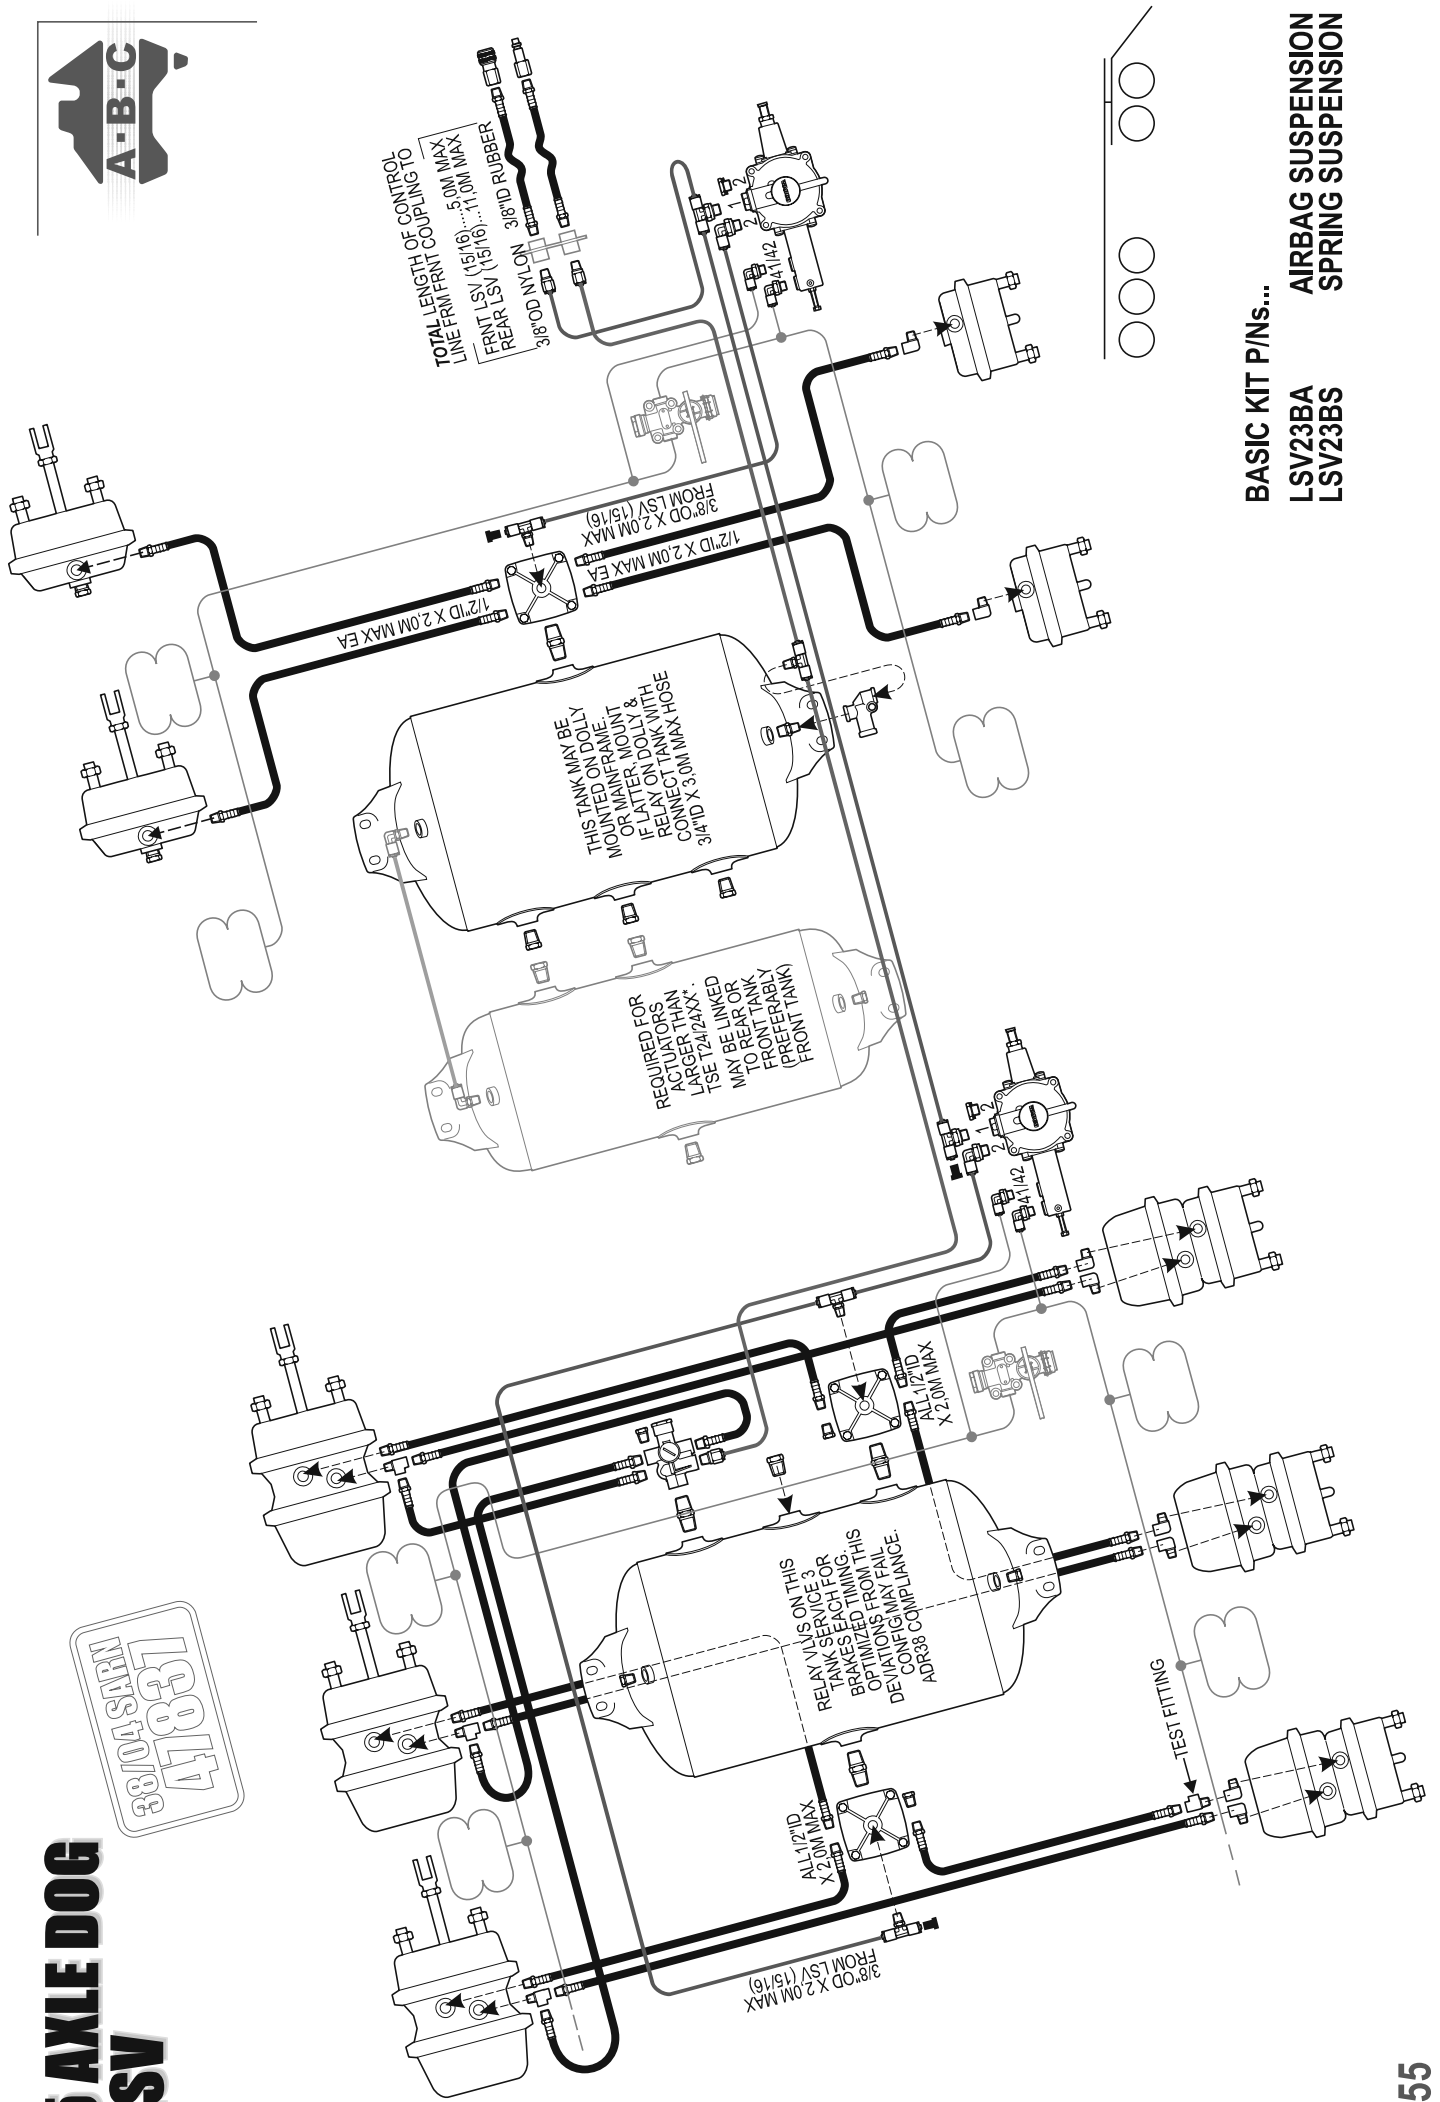 5 AXLE DOG
LSV
38/04 SARN
47837
A·B·C
TOTAL LENGTH OF CONTROL
LINE FRM FRNT COUPLING TO
FRNT LSV (15/16)....5,0M MAX
REAR LSV (15/16)...11,0M MAX
3/8"OD NYLON
3/8"ID RUBBER
2
1
2
41/42
3/8"OD X 2.0M MAX
FROM LSV (15/16)
1/2"ID X 2,0M MAX EA
1/2"ID X 2.0M MAX EA
THIS TANK MAY BE
MOUNTED ON DOLLY
OR MAINFRAME.
IF LATTER, MOUNT
RELAY ON DOLLY &
CONNECT TANK WITH
3/4"ID X 3,0M MAX HOSE
REQUIRED FOR
ACTUATORS
LARGER THAN
TSE T24/24XX*.
MAY BE LINKED
TO REAR OR
FRONT TANK
(PREFERABLY
FRONT TANK)
2
1
2
41/42
ALL1/2"ID
X 2,0M MAX
RELAY VLVS ON THIS
TANK SERVICE 3
BRAKES EACH FOR
OPTIMIZED TIMING.
DEVIATIONS FROM THIS
CONFIG MAY FAIL
ADR38 COMPLIANCE.
ALL1/2"ID
X 2,0M MAX
TEST FITTING
3/8"OD X 2.0M MAX
FROM LSV (15/16)
BASIC KIT P/Ns...
LSV23BA AIRBAG SUSPENSION
LSV23BS SPRING SUSPENSION
55